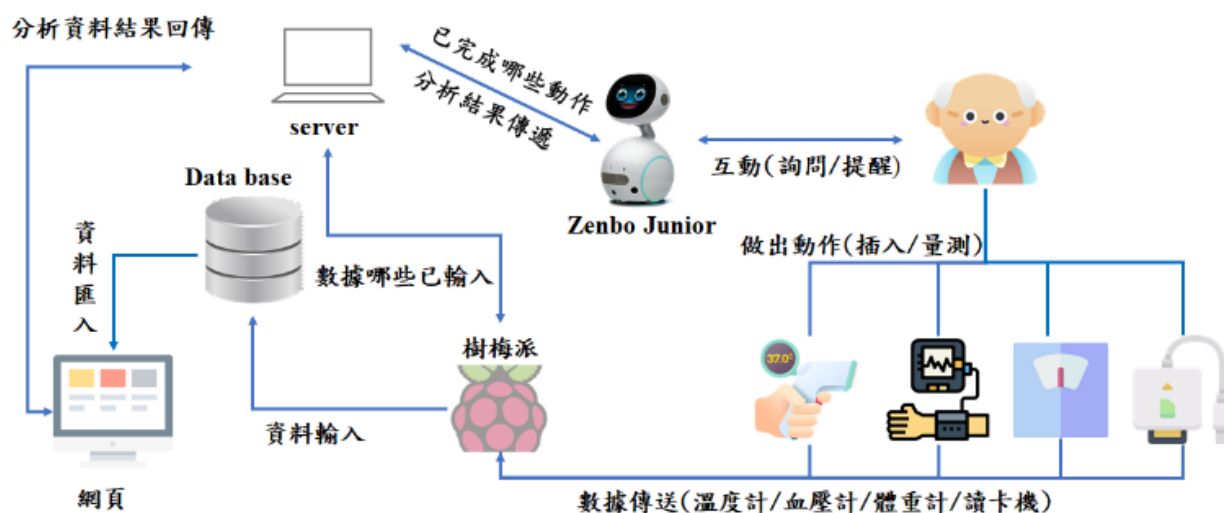 分析資料結果回傳
server
已完成哪些動作
分析結果傳遞
Zenbo Junior
互動(詢問/提醒)
Data base
資料匯入
數據哪些已輸入
做出動作(插入/量測)
樹梅派
37.0°
資料輸入
網頁
數據傳送(溫度計/血壓計/體重計/讀卡機)